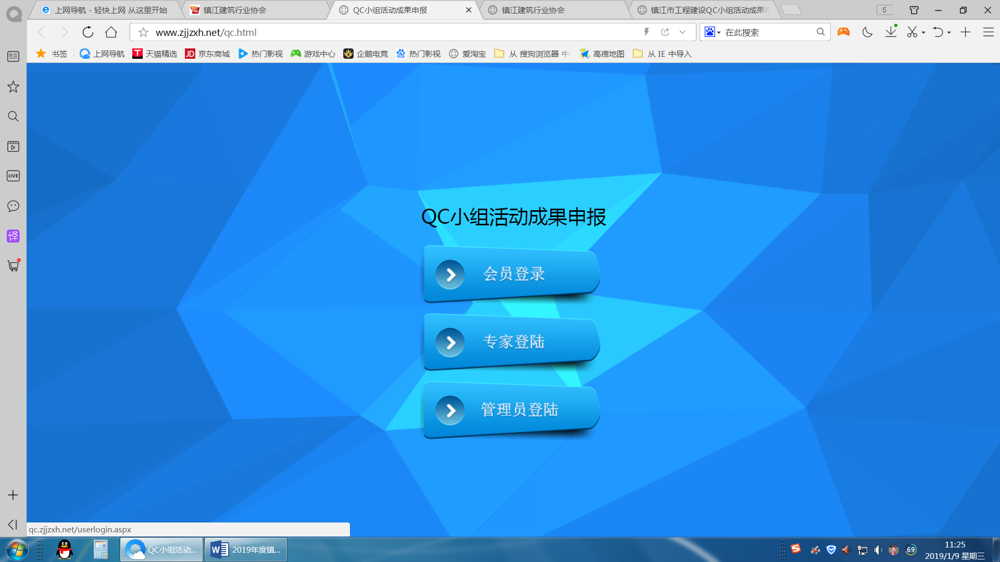 上网导航 - 轻快上网 从这里开始
镇江建筑行业协会
QC小组活动成果申报
镇江建筑行业协会
镇江市工程建设QC小组活动成果
5
www.zjjzxh.net/qc.html
在此搜索
书签
上网导航
T 天猫精选
JD 京东商城
热门影视
游戏中心
企鹅电竞
热门影视
爱淘宝
从 搜狗浏览器 中
高德地图
从 IE 中导入
LIVE
译
QC小组活动成果申报
会员登录
专家登陆
管理员登陆
qc.zjjzxh.net/userlogin.aspx
QC小组活动...
2019年度镇...
69
11:25
2019/1/9 星期三